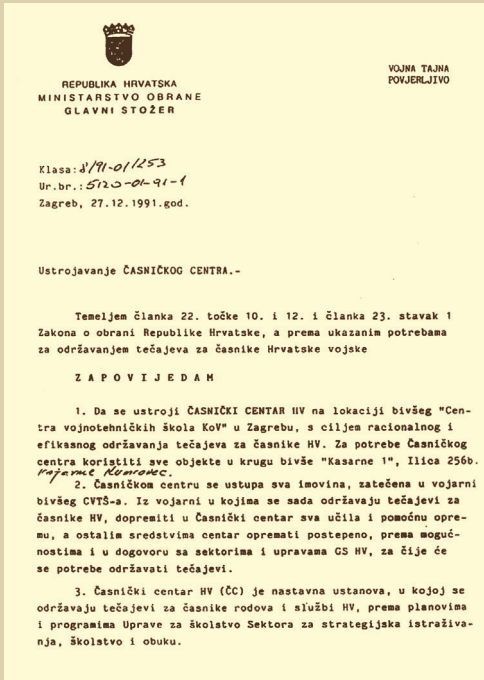 REPUBLIKA HRVATSKA
MINISTARSTVO OBRANE
GLAVNI STOŽER
VOJNA TAJNA
POVJERLJIVO
Klasa: 8/91-01/253
Ur.br.: 5120-01-91-1
Zagreb, 27.12.1991.god.
Ustrojavanje ČASNIČKOG CENTRA.-
Temeljem članka 22. točke 10. i 12. i članka 23. stavak 1
Zakona o obrani Republike Hrvatske, a prema ukazanim potrebama
za održavanjem tečajeva za časnike Hrvatske vojske
Z A P O V I J E D A M
1. Da se ustroji ČASNIČKI CENTAR HV na lokaciji bivšeg "Cen-
tra vojnotehničkih škola KoV" u Zagrebu, s ciljem racionalnog i
efikasnog održavanja tečajeva za časnike HV. Za potrebe Časničkog
centra koristiti sve objekte u krugu bivše "Kasarne 1", Ilica 256b.
Vojarne Kumrovec.
2. Časničkom centru se ustupa sva imovina, zatečena u vojarni
bivšeg CVTŠ-a. Iz vojarni u kojima se sada održavaju tečajevi za
časnike HV, dopremiti u Časnički centar sva učila i pomoćnu opre-
mu, a ostalim sredstvima centar opremati postepeno, prema moguć-
nostima i u dogovoru sa sektorima i upravama GS HV, za čije će
se potrebe održavati tečajevi.
3. Časnički centar HV (ČC) je nastavna ustanova, u kojoj se
održavaju tečajevi za časnike rodova i službi HV, prema planovima
i programima Uprave za školstvo Sektora za strategijska istraživa-
nja, školstvo i obuku.